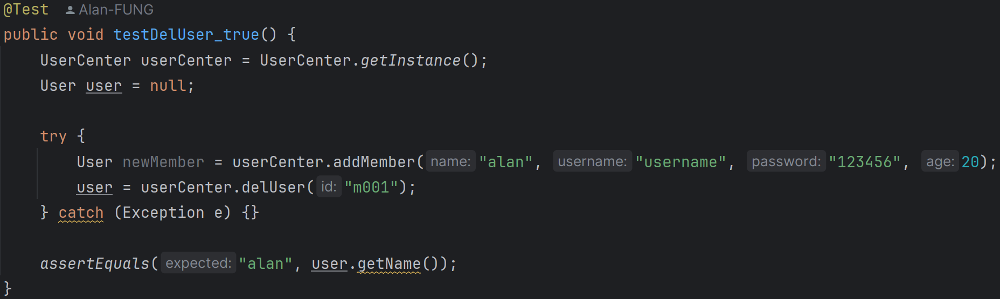 @Test Alan-FUNG
public void testDelUser_true() {
UserCenter userCenter = UserCenter.getInstance();
User user = null;
try {
User newMember = userCenter.addMember( name: "alan", username: "username", password: "123456", age: 20);
user = userCenter.delUser( id: "m001");
} catch (Exception e) {}
assertEquals( expected: "alan", user.getName());
}